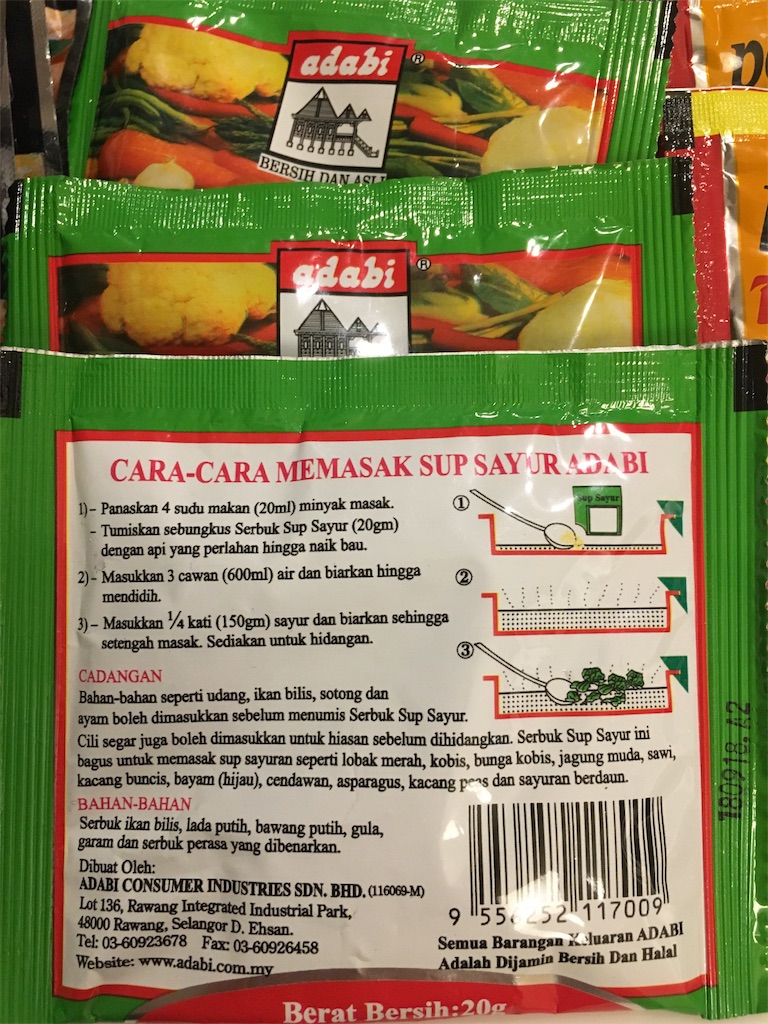 adabi®
BERSIH DAN ASLI
adabi®
CARA-CARA MEMASAK SUP SAYUR ADABI
1)– Panaskan 4 sudu makan (20ml) minyak masak.
– Tumiskan sebungkus Serbuk Sup Sayur (20gm)
dengan api yang perlahan hingga naik bau.
2)– Masukkan 3 cawan (600ml) air dan biarkan hingga
mendidih.
3)– Masukkan 1/4 kati (150gm) sayur dan biarkan sehingga
setengah masak. Sediakan untuk hidangan.
①
Sup Sayur
②
③
CADANGAN
Bahan-bahan seperti udang, ikan bilis, sotong dan
ayam boleh dimasukkan sebelum menumis Serbuk Sup Sayur.
Cili segar juga boleh dimasukkan untuk hiasan sebelum dihidangkan. Serbuk Sup Sayur ini
bagus untuk memasak sup sayuran seperti lobak merah, kobis, bunga kobis, jagung muda, sawi,
kacang buncis, bayam (hijau), cendawan, asparagus, kacang peas dan sayuran berdaun.
BAHAN-BAHAN
Serbuk ikan bilis, lada putih, bawang putih, gula,
garam dan serbuk perasa yang dibenarkan.
Dibuat Oleh:
ADABI CONSUMER INDUSTRIES SDN. BHD. (116069-M)
Lot 136, Rawang Integrated Industrial Park,
48000 Rawang, Selangor D. Ehsan.
Tel: 03-60923678 Fax: 03-60926458
Website: www.adabi.com.my
9 556252 117009
Semua Barangan Keluaran ADABI
Adalah Dijamin Bersih Dan Halal
180918, A2
Berat Bersih:20g